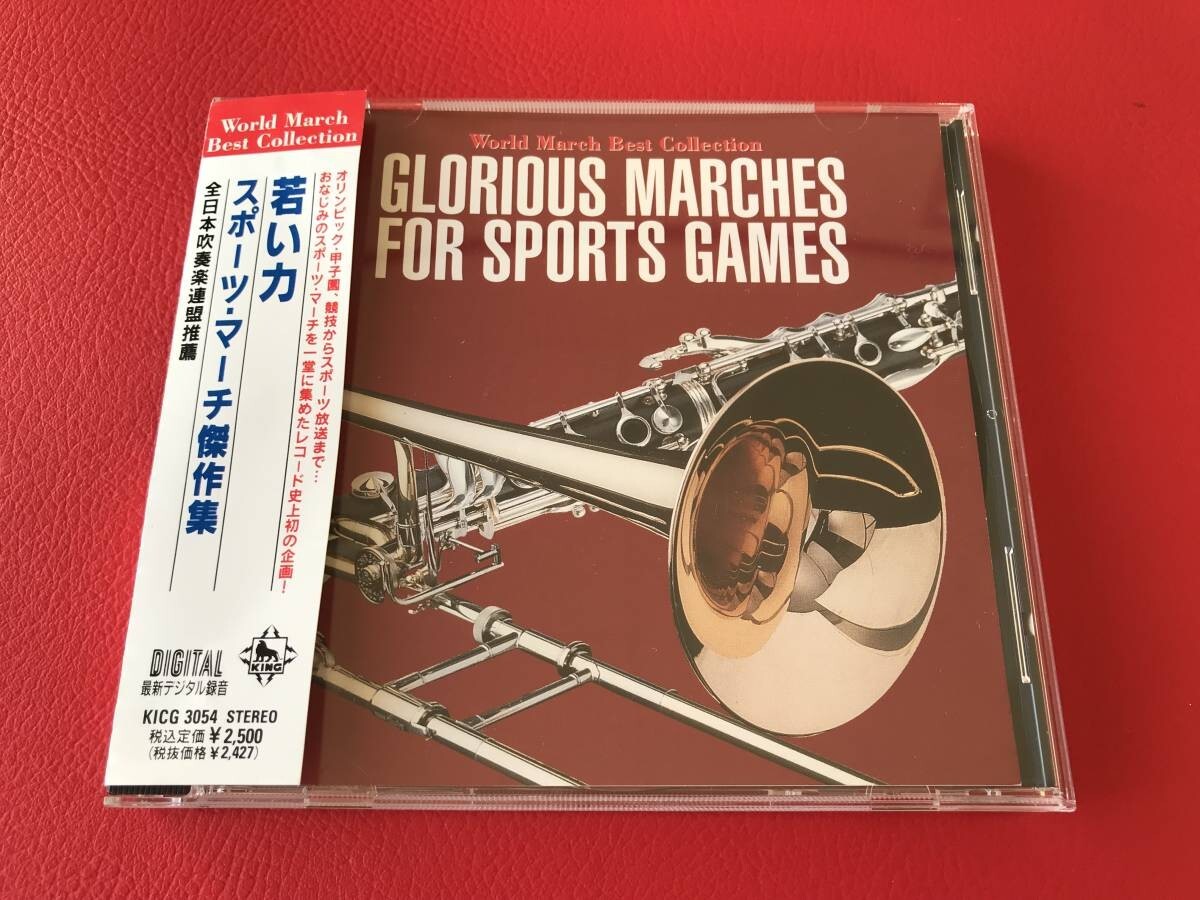 World March
Best Collection
オリンピック・甲子園、競技からスポーツ放送まで…
おなじみのスポーツ・マーチを一堂に集めたレコード史上初の企画!
若い力
スポーツ・マーチ傑作集
全日本吹奏楽連盟推薦
DIGITAL
最新デジタル録音
KING
KICG 3054 STEREO
税込定価¥2,500
(税抜価格¥2,427)
World March Best Collection
GLORIOUS MARCHES
FOR SPORTS GAMES